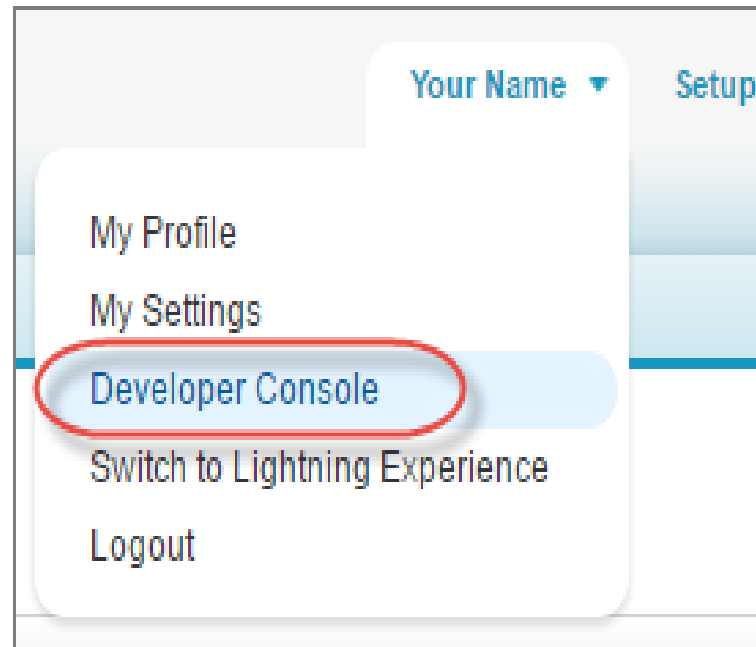 Your Name Setup
My Profile
My Settings
Developer Console
Switch to Lightning Experience
Logout